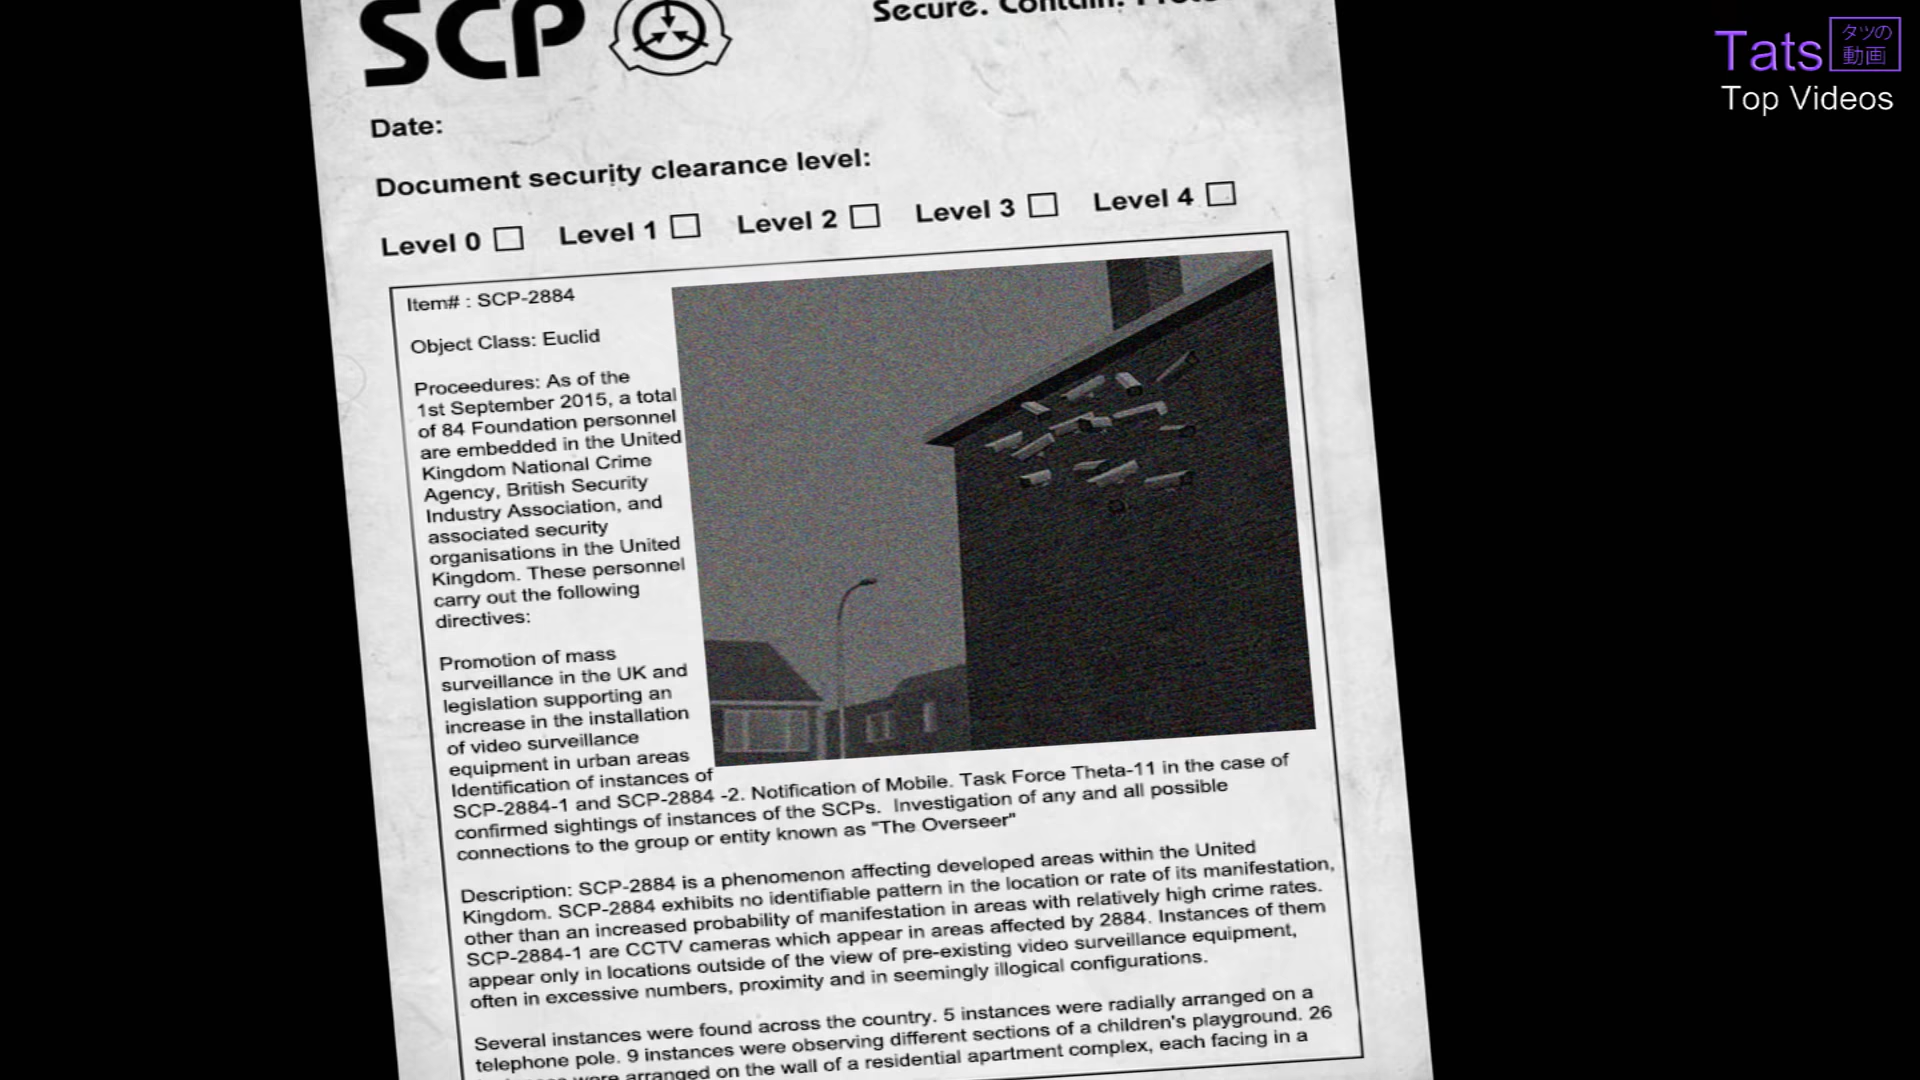 SCP
Secure. Contain.
Tats タツの動画
Top Videos
Date:
Document security clearance level:
Level 0 Level 1 Level 2 Level 3 Level 4
Item# : SCP-2884
Object Class: Euclid
Proceedures: As of the
1st September 2015, a total
of 84 Foundation personnel
are embedded in the United
Kingdom National Crime
Agency, British Security
Industry Association, and
associated security
organisations in the United
Kingdom. These personnel
carry out the following
directives:
Promotion of mass
surveillance in the UK and
legislation supporting an
increase in the installation
of video surveillance
equipment in urban areas
Identification of instances of
SCP-2884-1 and SCP-2884 -2. Notification of Mobile. Task Force Theta-11 in the case of
confirmed sightings of instances of the SCPs. Investigation of any and all possible
connections to the group or entity known as "The Overseer"
Description: SCP-2884 is a phenomenon affecting developed areas within the United
Kingdom. SCP-2884 exhibits no identifiable pattern in the location or rate of its manifestation,
other than an increased probability of manifestation in areas with relatively high crime rates.
SCP-2884-1 are CCTV cameras which appear in areas affected by 2884. Instances of them
appear only in locations outside of the view of pre-existing video surveillance equipment,
often in excessive numbers, proximity and in seemingly illogical configurations.
Several instances were found across the country. 5 instances were radially arranged on a
telephone pole. 9 instances were observing different sections of a children's playground. 26
were arranged on the wall of a residential apartment complex, each facing in a